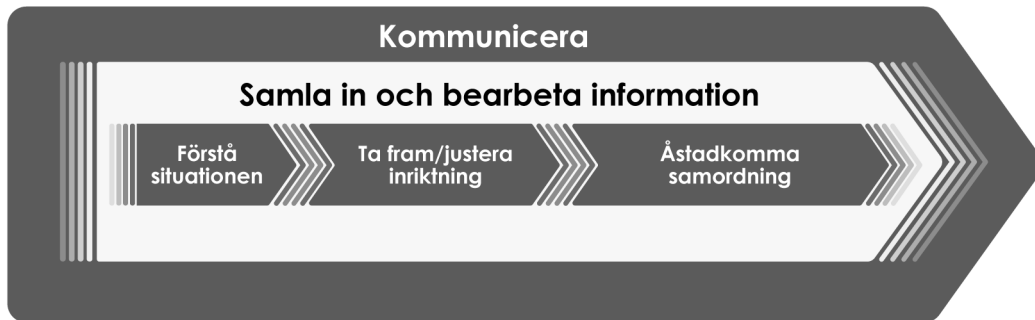 Kommunicera
Samla in och bearbeta information
Förstå
situationen
Ta fram/justera
inriktning
Åstadkomma
samordning